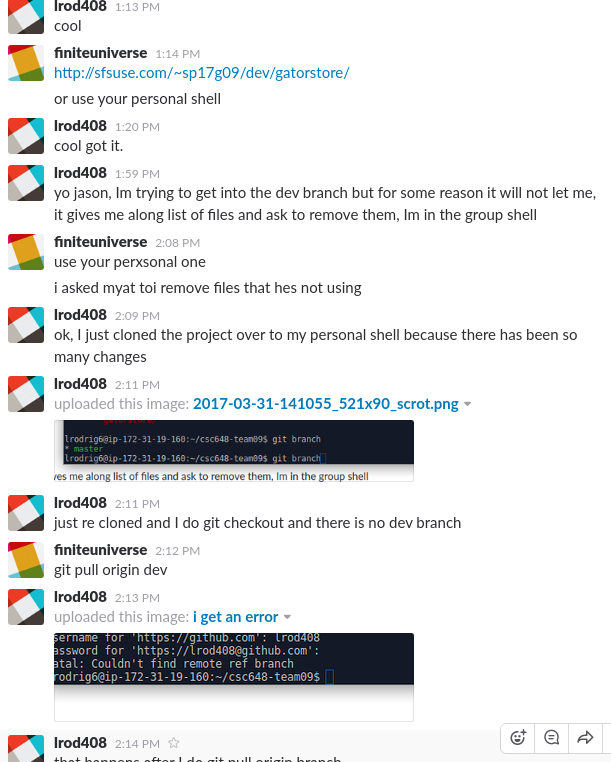 lrod408 1:13 PM
cool
finiteuniverse 1:14 PM
http://sfsuse.com/~sp17g09/dev/gatorstore/
or use your personal shell
lrod408 1:20 PM
cool got it.
lrod408 1:59 PM
yo jason, Im trying to get into the dev branch but for some reason it will not let me,
it gives me along list of files and ask to remove them, Im in the group shell
finiteuniverse 2:08 PM
use your perxsonal one
i asked myat toi remove files that hes not using
lrod408 2:09 PM
ok, I just cloned the project over to my personal shell because there has been so
many changes
lrod408 2:11 PM
uploaded this image: 2017-03-31-141055_521x90_scrot.png
lrodrig6@ip-172-31-19-160:~/csc648-team09$ git branch
* master
lrodrig6@ip-172-31-19-160:~/csc648-team09$ git branch
ves me along list of files and ask to remove them, Im in the group shell
lrod408 2:11 PM
just re cloned and I do git checkout and there is no dev branch
finiteuniverse 2:12 PM
git pull origin dev
lrod408 2:13 PM
uploaded this image: i get an error
sername for 'https://github.com': lrod408
assword for 'https://lrod408@github.com':
atal: Couldn't find remote ref branch
rodrig6@ip-172-31-19-160:~/csc648-team09$
lrod408 2:14 PM
that happens after I do git pull origin branch